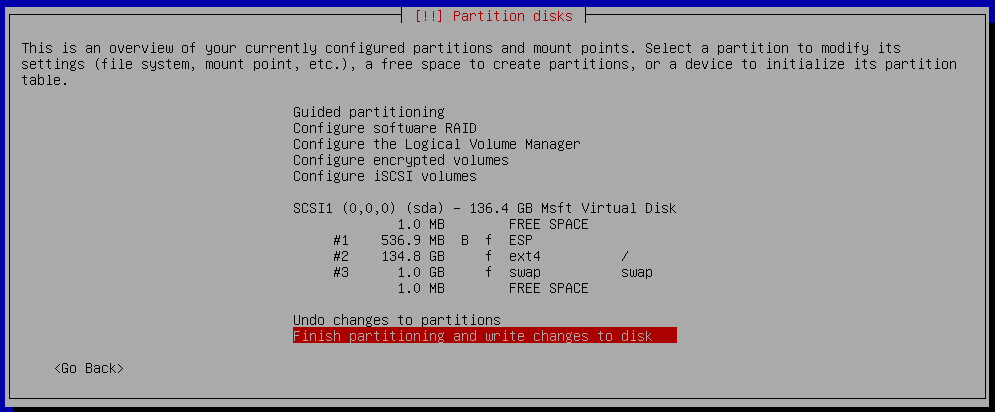 [!!] Partition disks
This is an overview of your currently configured partitions and mount points. Select a partition to modify its
settings (file system, mount point, etc.), a free space to create partitions, or a device to initialize its partition
table.
Guided partitioning
Configure software RAID
Configure the Logical Volume Manager
Configure encrypted volumes
Configure iSCSI volumes
SCSI1 (0,0,0) (sda) - 136.4 GB Msft Virtual Disk
1.0 MB FREE SPACE
#1 536.9 MB B f ESP
#2 134.8 GB f ext4 /
#3 1.0 GB f swap swap
1.0 MB FREE SPACE
Undo changes to partitions
Finish partitioning and write changes to disk
<Go Back>